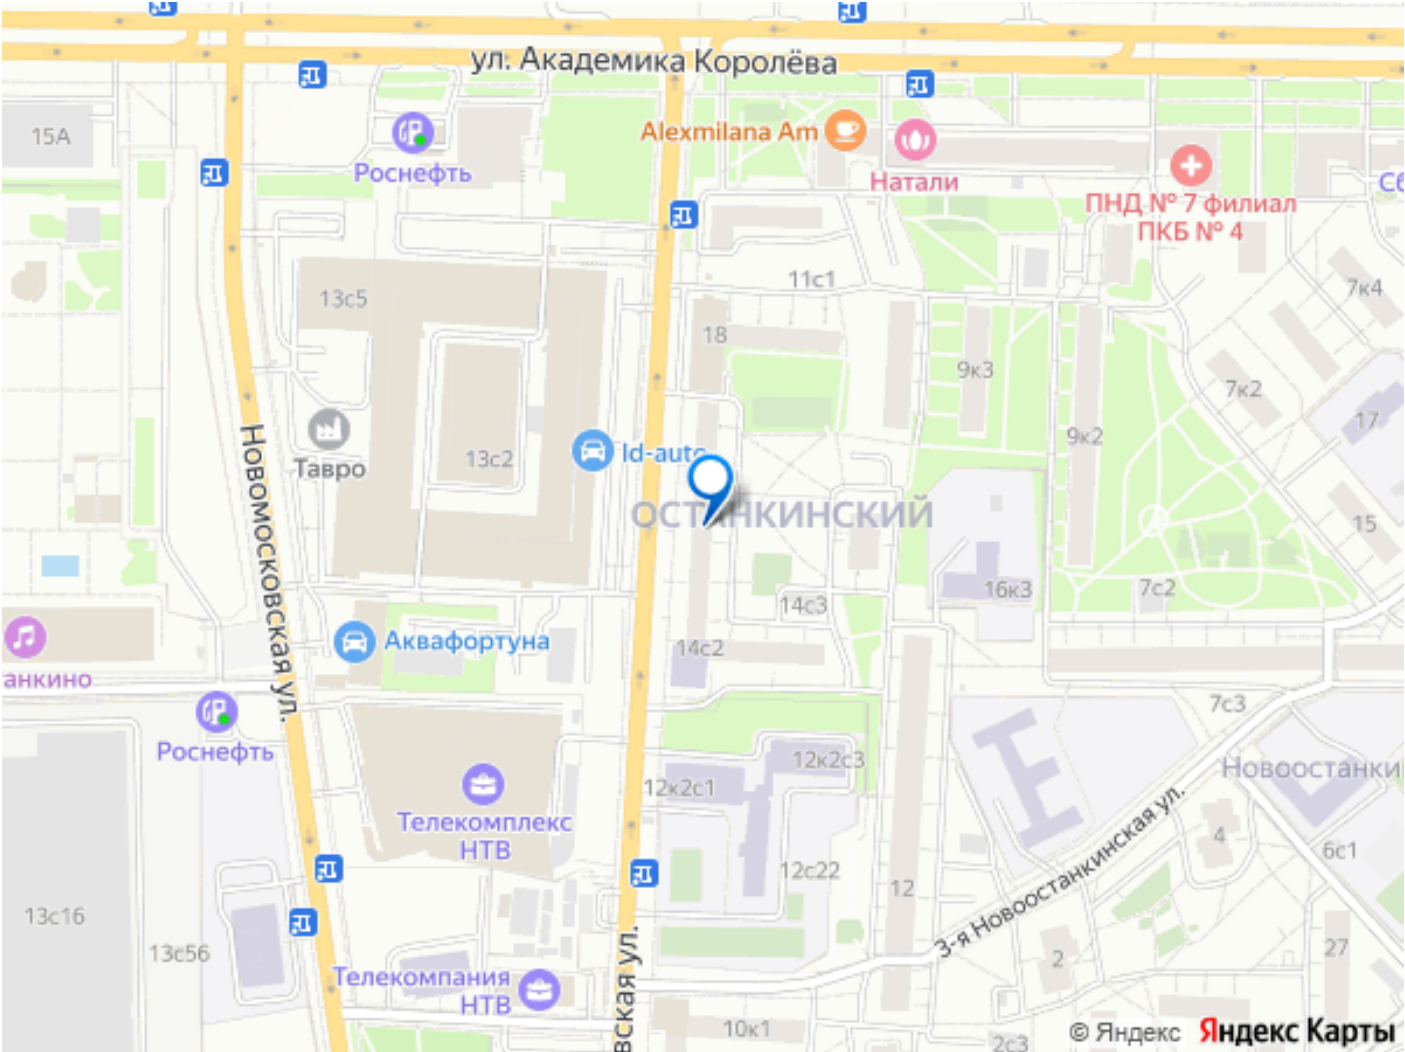 ул. Академика Королёва
15А
Роснефть
Alexmilana Am
Натали
ПНД № 7 филиал
ПКБ № 4
Сб
13с5
11с1
7к4
18
9к3
7к2
17
9к2
Новомосковская ул.
Тавро
13с2
Id-auto
ОСТАНКИНСКИЙ
15
16к3
7с2
14с3
Аквафортуна
14с2
анкино
7с3
Роснефть
12к2с3
12к2с1
Новоостанки
Телекомплекс
НТВ
4
6с1
12с22
12
3-я Новоостанкинская ул.
13с16
13с56
вская ул.
2
27
Телекомпания
НТВ
10к1
2с3
© Яндекс Яндекс Карты